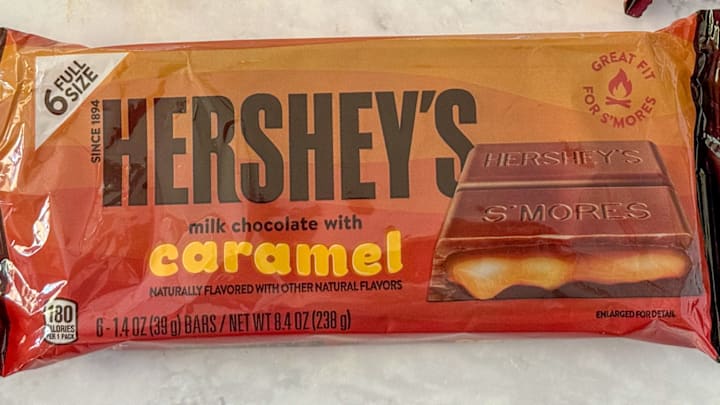 6 FULL
SIZE
SINCE 1894
HERSHEY'S
milk chocolate with
caramel
NATURALLY FLAVORED WITH OTHER NATURAL FLAVORS
180
CALORIES
PER 1 PACK
6 - 1.4 OZ (39 g) BARS / NET WT 8.4 OZ (238 g)
GREAT FIT
FOR S'MORES
HERSHEY'S
S'MORES
ENLARGED FOR DETAIL